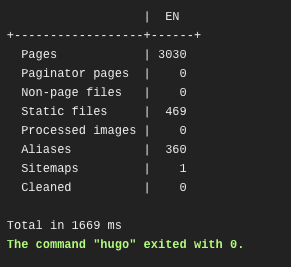 |  EN
+------------------+------+
  Pages            | 3030
  Paginator pages  |    0
  Non-page files   |    0
  Static files     |  469
  Processed images |    0
  Aliases          |  360
  Sitemaps         |    1
  Cleaned          |    0

Total in 1669 ms
The command "hugo" exited with 0.